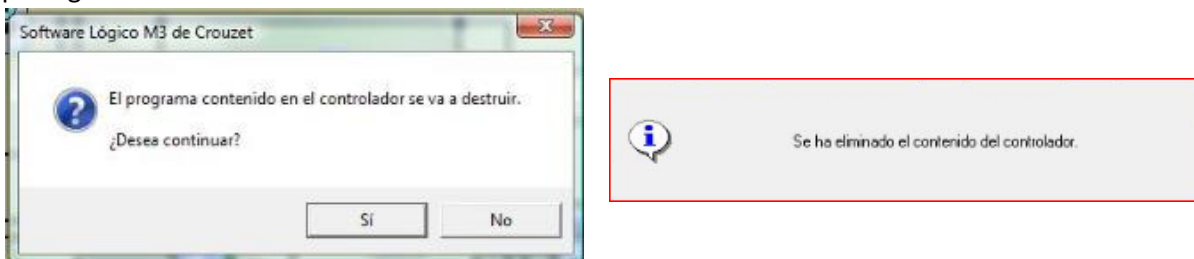 Software Lógico M3 de Crouzet
El programa contenido en el controlador se va a destruir.
¿Desea continuar?
Sí
No
Se ha eliminado el contenido del controlador.